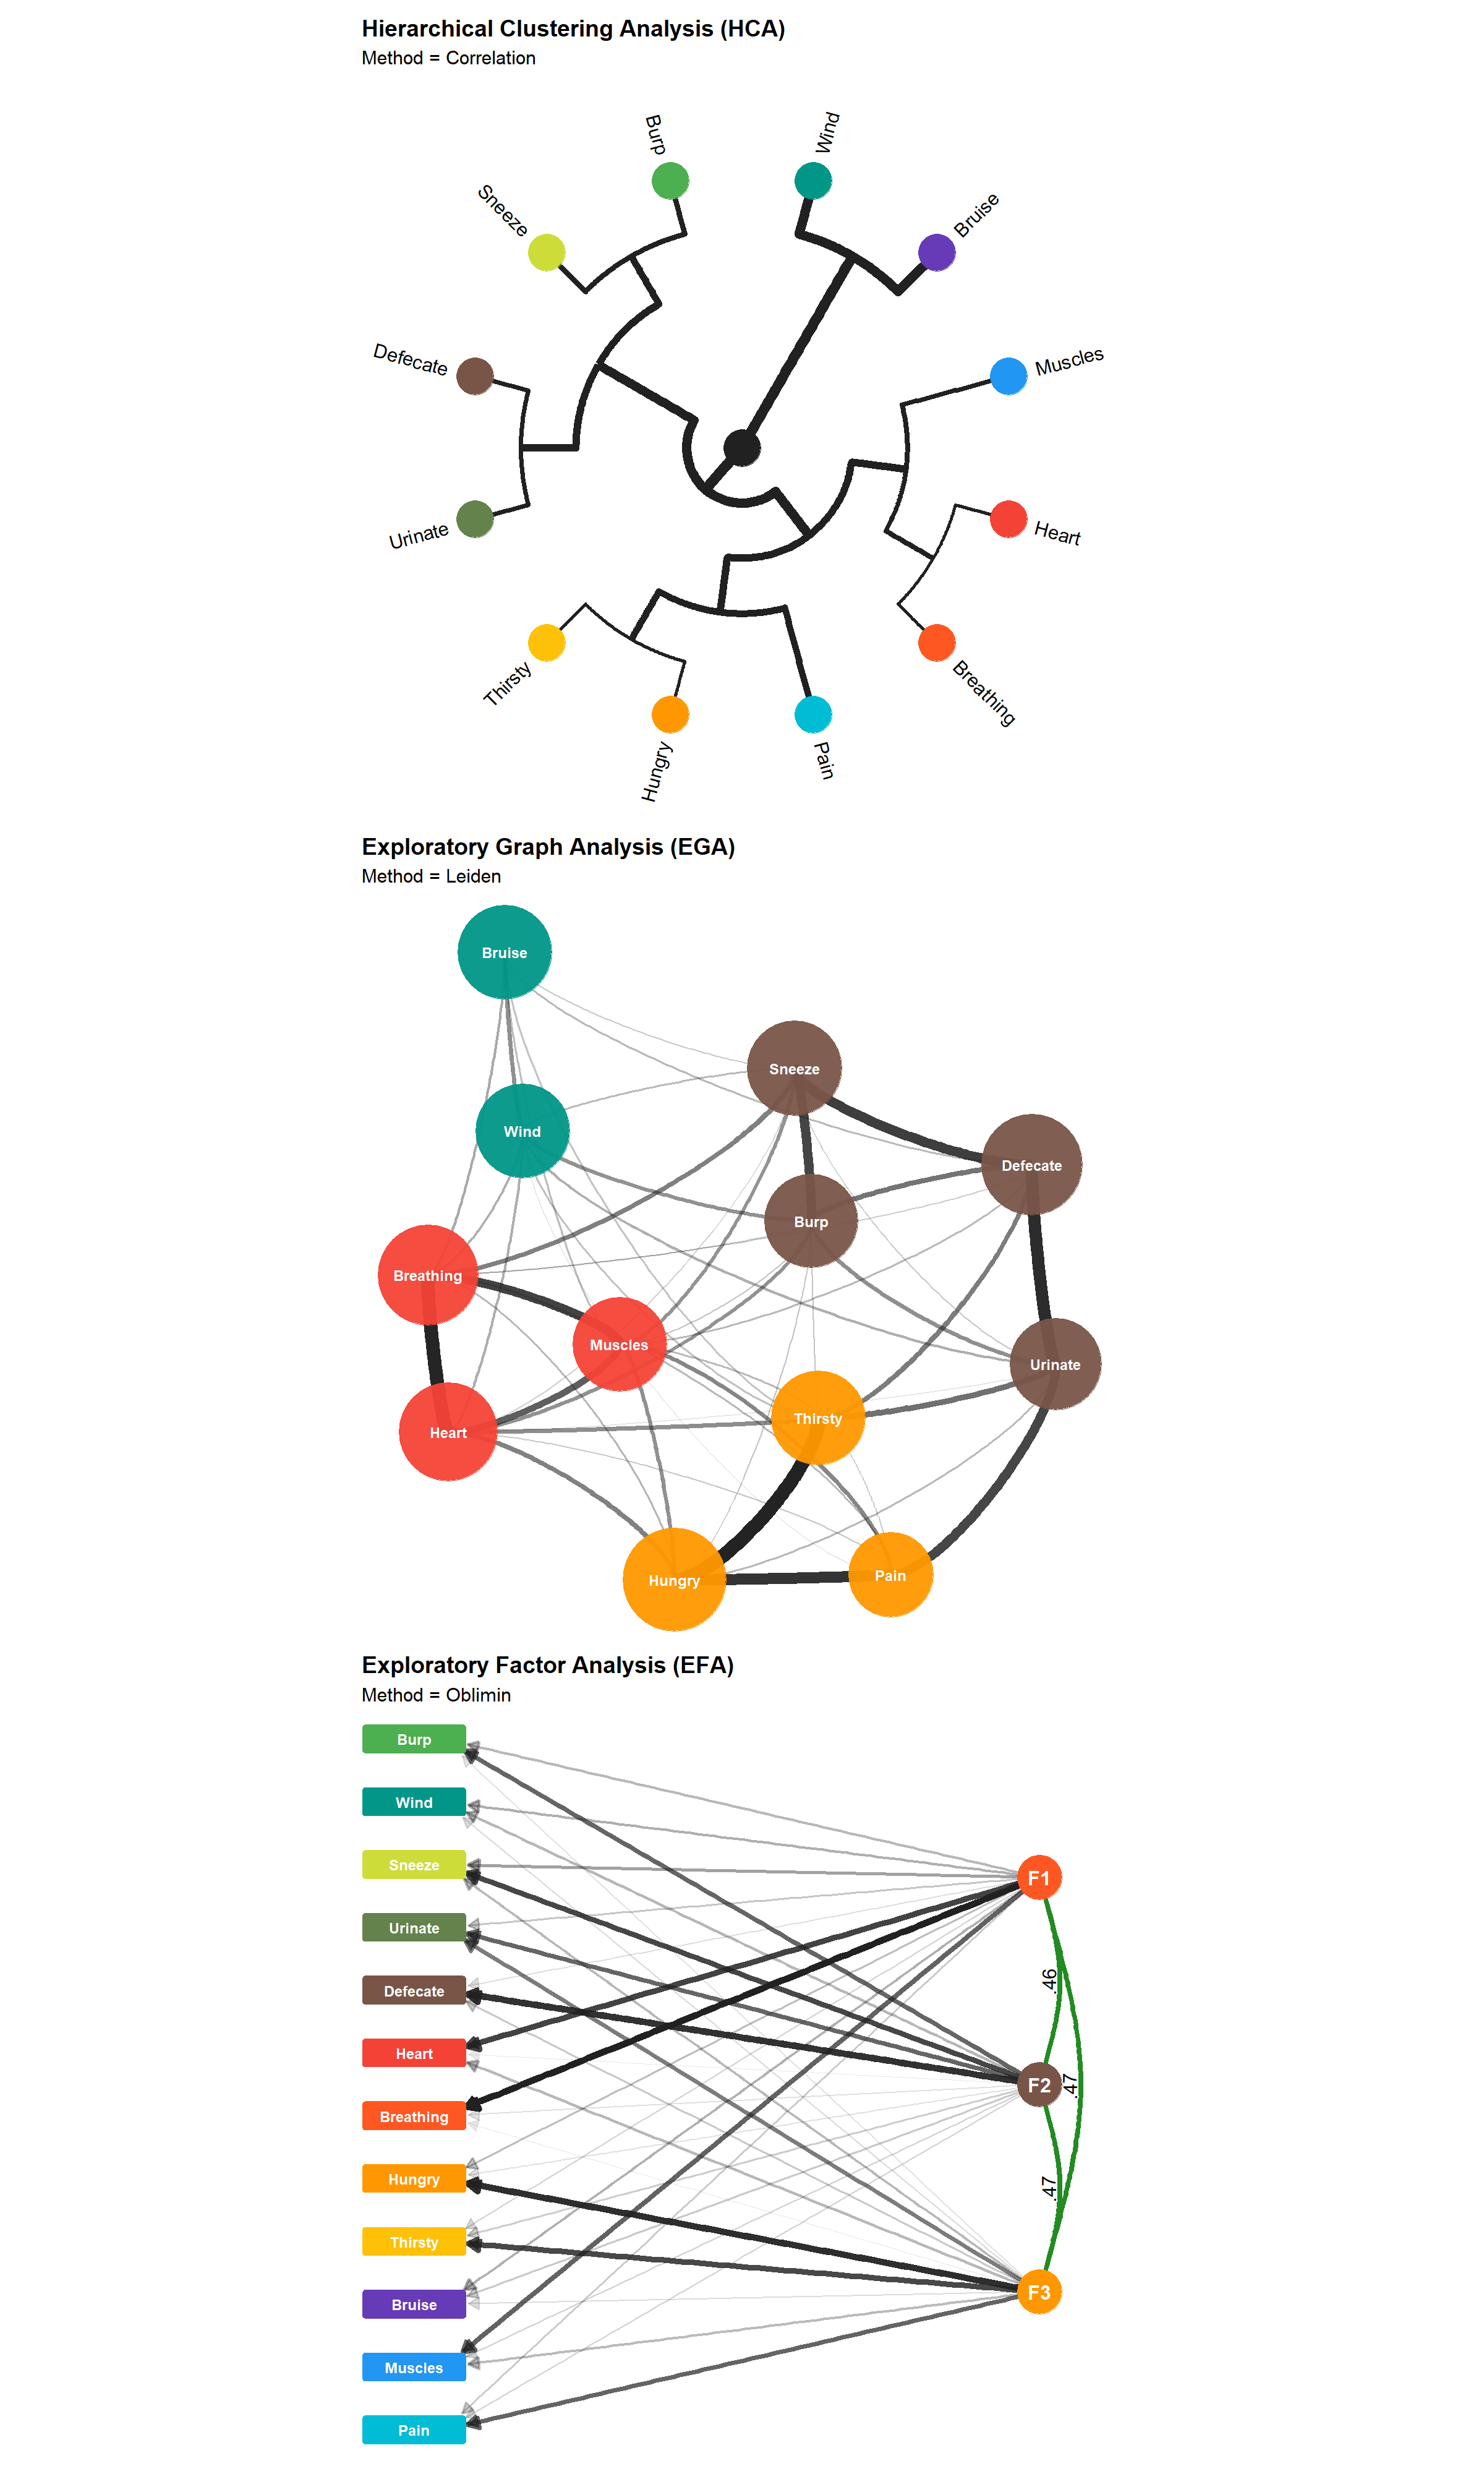 Hierarchical Clustering Analysis (HCA)
Method = Correlation
Burp
Wind
Sneeze
Bruise
Defecate
Muscles
Urinate
Heart
Thirsty
Breathing
Hungry
Pain
Exploratory Graph Analysis (EGA)
Method = Leiden
Bruise
Sneeze
Wind
Defecate
Burp
Breathing
Muscles
Urinate
Thirsty
Heart
Hungry
Pain
Exploratory Factor Analysis (EFA)
Method = Oblimin
Burp
Wind
Sneeze
F1
Urinate
.46
Defecate
Heart
F2
.47
Breathing
Hungry
.47
Thirsty
F3
Bruise
Muscles
Pain